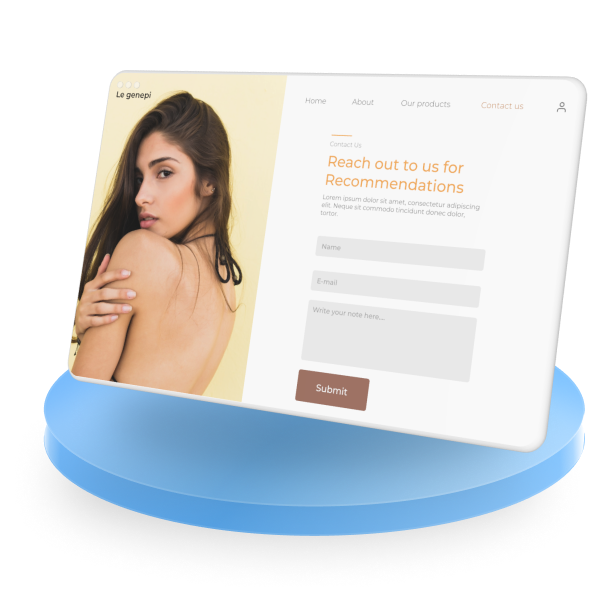 Le genepi
Home About Our products Contact us
Contact Us
Reach out to us for
Recommendations
Lorem ipsum dolor sit amet, consectetur adipiscing
elit. Neque sit commodo tincidunt donec dolor,
tortor.
Name
E-mail
Write your note here,...
Submit